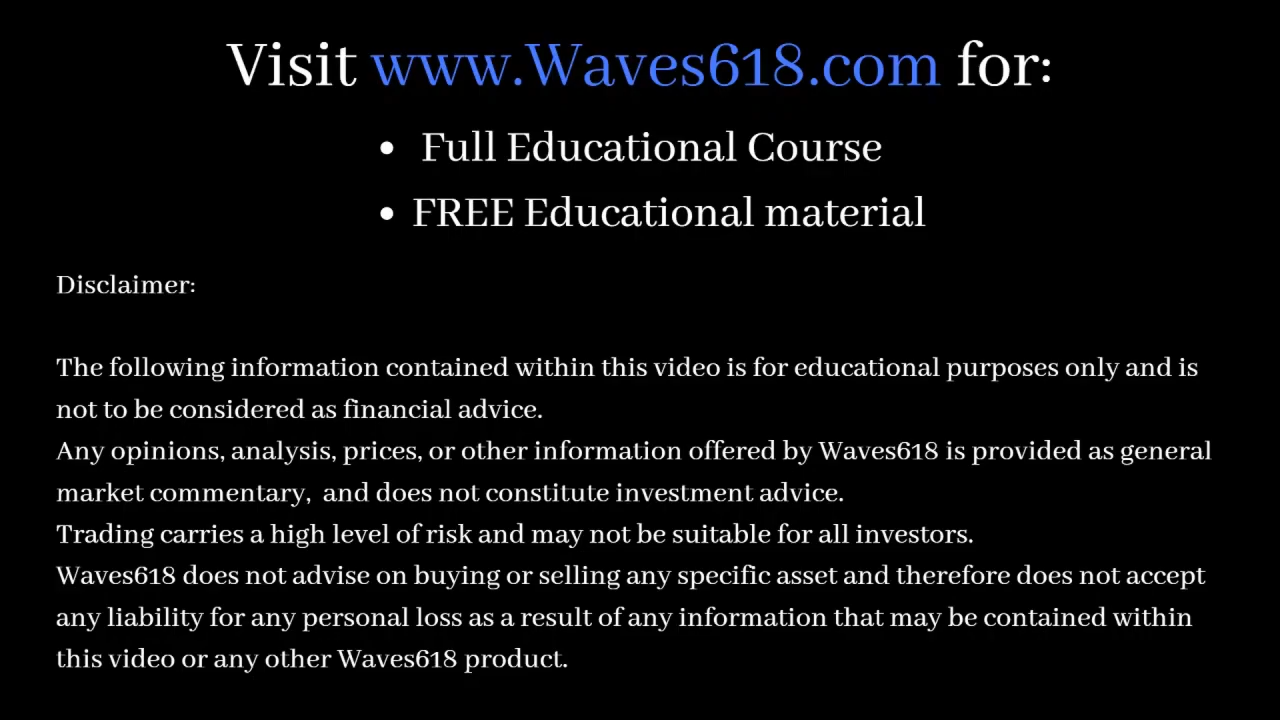 Visit www.Waves618.com for:
• Full Educational Course
• FREE Educational material
Disclaimer:
The following information contained within this video is for educational purposes only and is
not to be considered as financial advice.
Any opinions, analysis, prices, or other information offered by Waves618 is provided as general
market commentary,  and does not constitute investment advice.
Trading carries a high level of risk and may not be suitable for all investors.
Waves618 does not advise on buying or selling any specific asset and therefore does not accept
any liability for any personal loss as a result of any information that may be contained within
this video or any other Waves618 product.